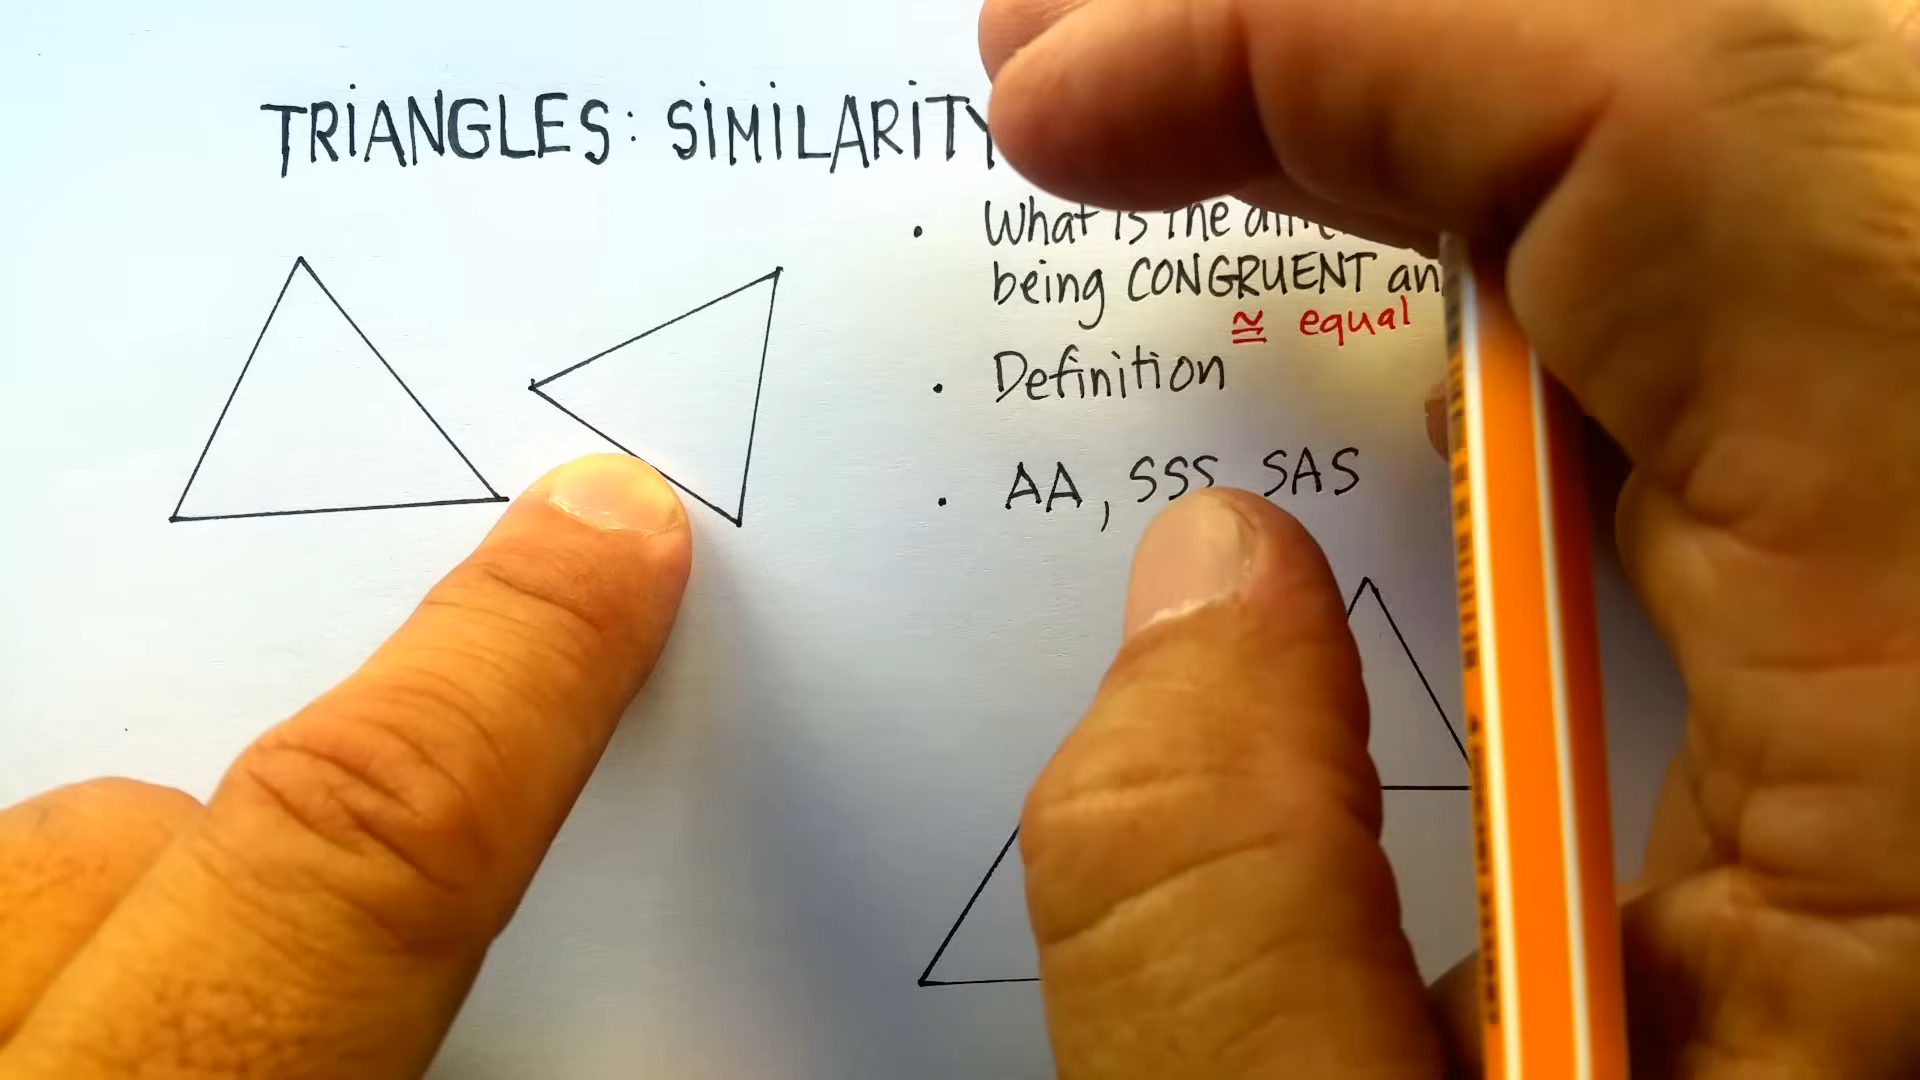 TRIANGLES: SIMILARITY
• What is the
being CONGRUENT
≅ equal
• Definition
• AA, SSS SAS